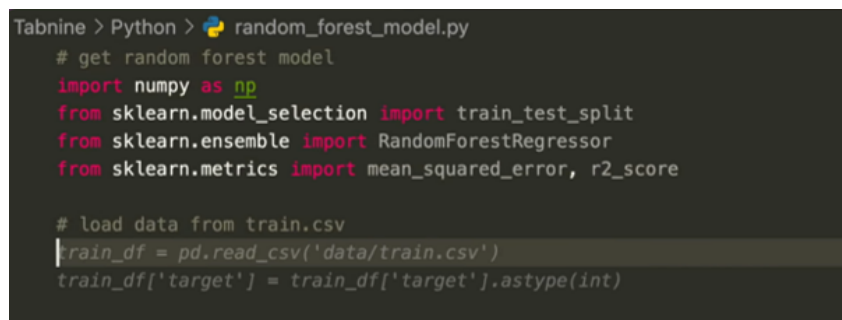 Tabnine > Python > random_forest_model.py
# get random forest model
import numpy as np
from sklearn.model_selection import train_test_split
from sklearn.ensemble import RandomForestRegressor
from sklearn.metrics import mean_squared_error, r2_score
# load data from train.csv
train_df = pd.read_csv('data/train.csv')
train_df['target'] = train_df['target'].astype(int)